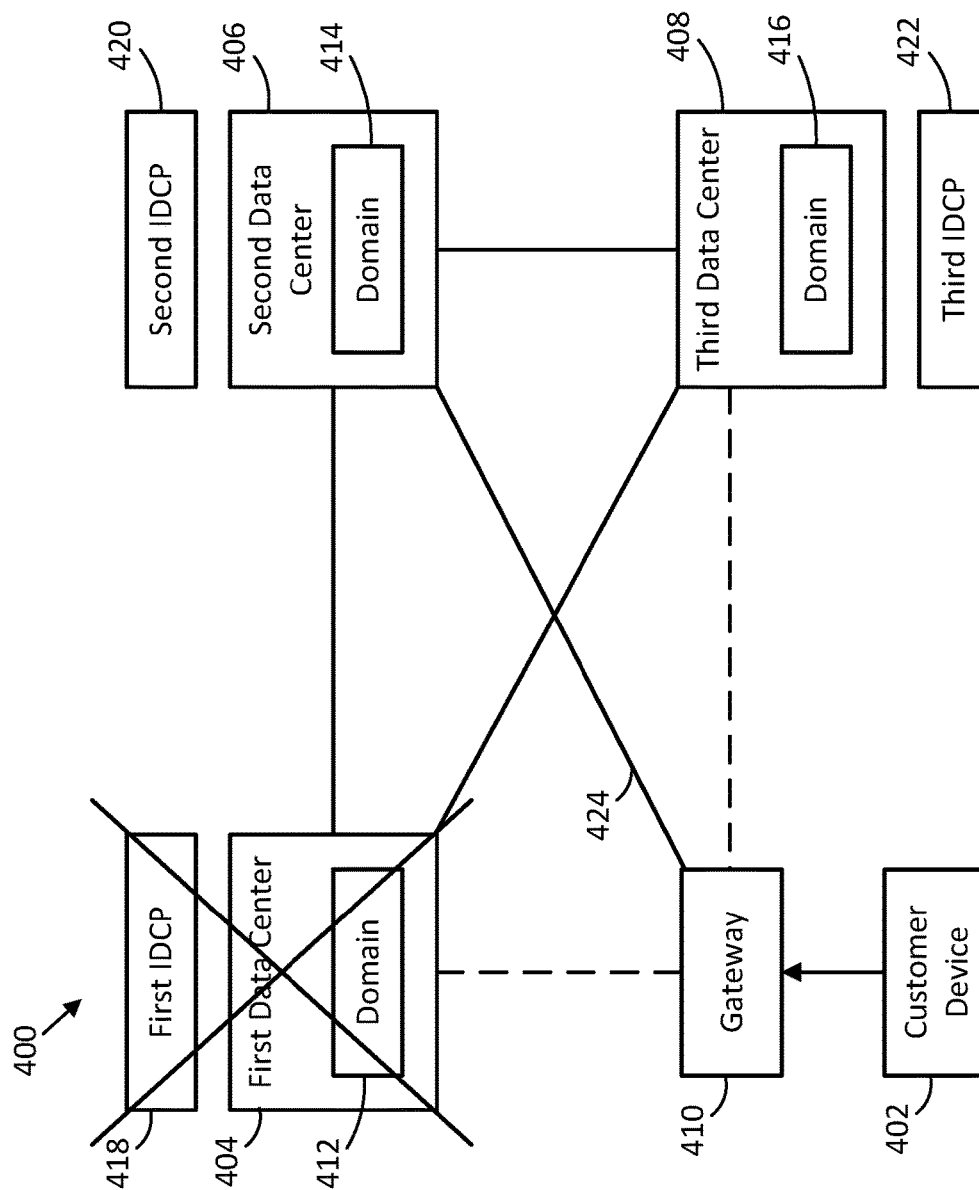 400
418
First IDCP
404
First Data Center
412
Domain
Second IDCP
420
Second Data
Center
406
Domain
414
424
410
Gateway
402
Customer
Device
Third Data Center
408
Domain
416
Third IDCP
422